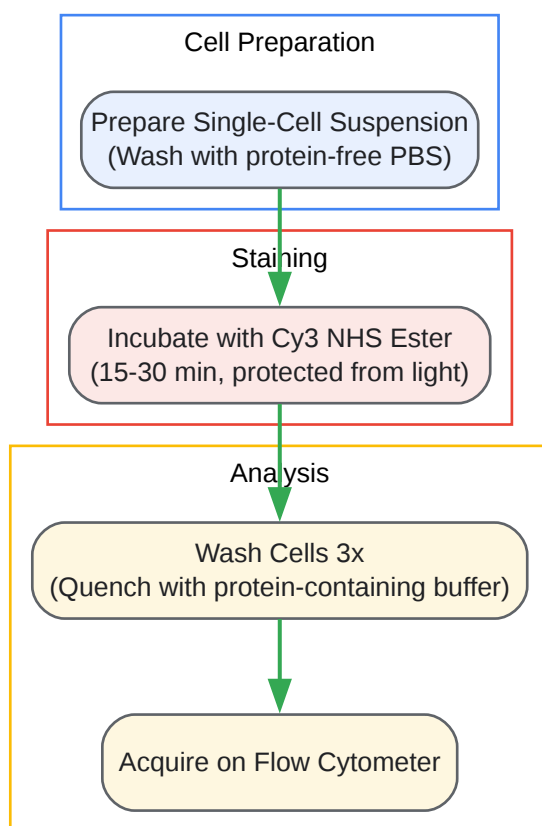 Cell Preparation
Prepare Single-Cell Suspension
(Wash with protein-free PBS)
Staining
Incubate with Cy3 NHS Ester
(15-30 min, protected from light)
Analysis
Wash Cells 3x
(Quench with protein-containing buffer)
Acquire on Flow Cytometer